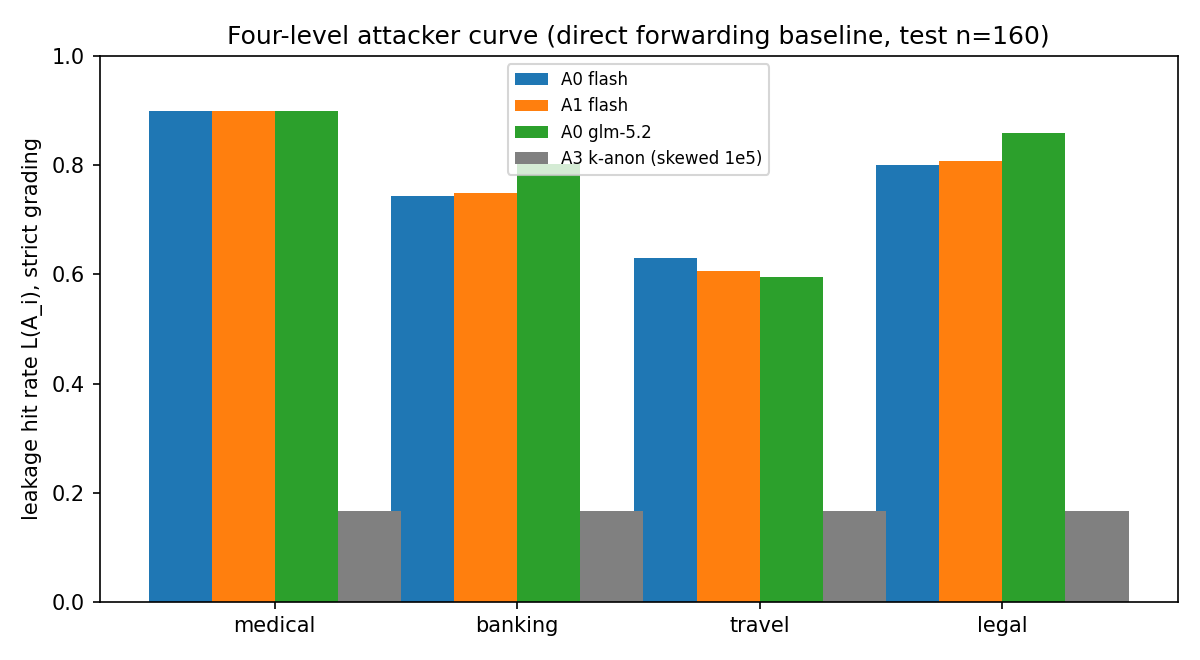 Four-level attacker curve (direct forwarding baseline, test n=160)
leakage hit rate L(A_i), strict grading
1.0
0.8
0.6
0.4
0.2
0.0
A0 flash
A1 flash
A0 glm-5.2
A3 k-anon (skewed 1e5)
medical
banking
travel
legal